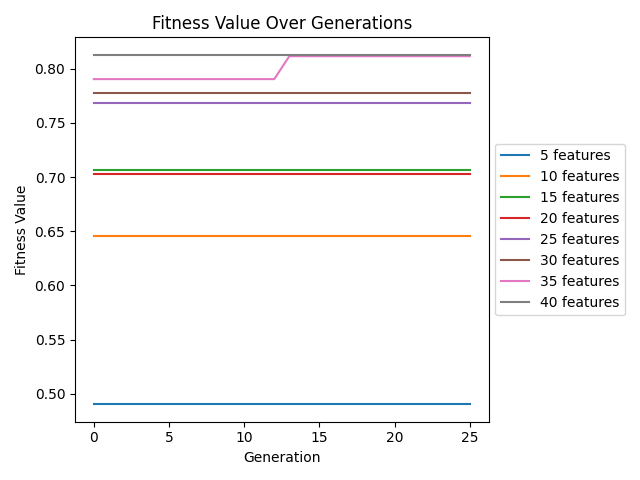 Fitness Value Over Generations
Fitness Value
0.80
0.75
0.70
0.65
0.60
0.55
0.50
0
5
10
15
20
25
Generation
5 features
10 features
15 features
20 features
25 features
30 features
35 features
40 features